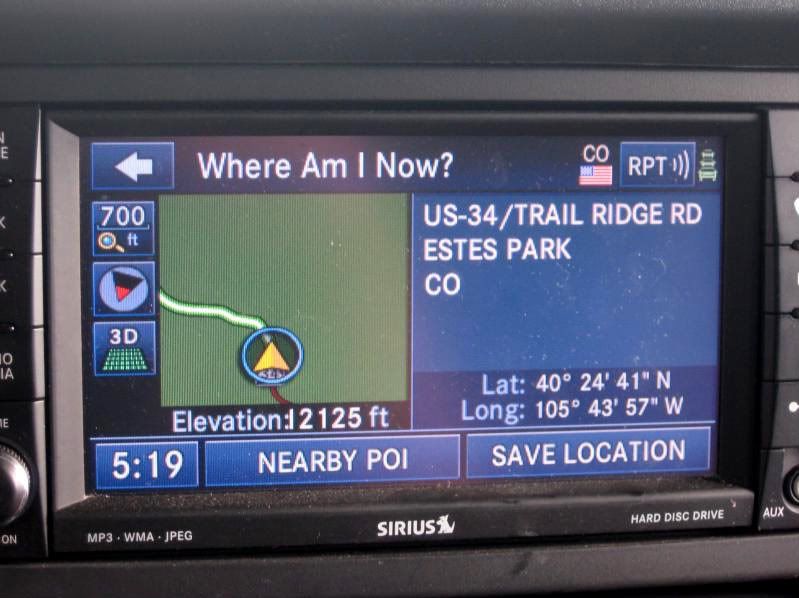 Where Am I Now?
CO
RPT
700
ft
3D
US-34/TRAIL RIDGE RD
ESTES PARK
CO
Lat: 40° 24' 41" N
Long: 105° 43' 57" W
Elevation:12125 ft
5:19
NEARBY POI
SAVE LOCATION
MP3 · WMA · JPEG
SIRIUS
HARD DISC DRIVE
AUX
ON